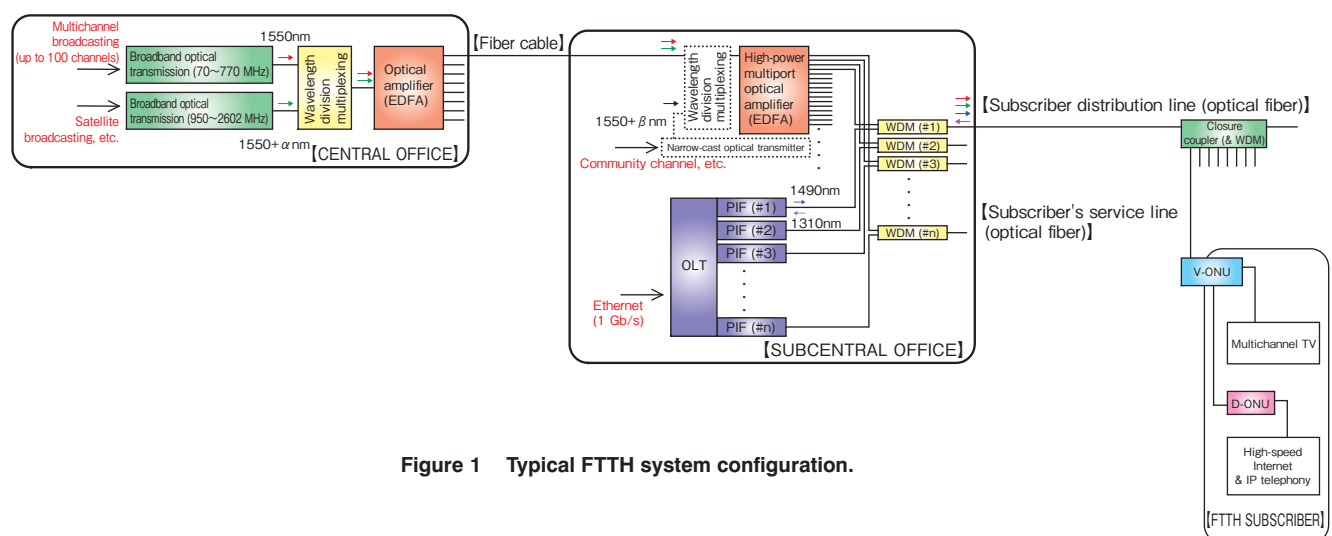 Multichannel
broadcasting
(up to 100 channels)
Broadband optical
transmission (70~770 MHz)
1550nm
Satellite
broadcasting, etc.
Broadband optical
transmission (950~2602 MHz)
1550+αnm
Wavelength
division
multiplexing
Optical
amplifier
(EDFA)
【CENTRAL OFFICE】
【Fiber cable】
Wavelength
division
multiplexing
High-power
multiport
optical
amplifier
(EDFA)
1550+βnm
Narrow-cast optical transmitter
Community channel, etc.
WDM (#1)
WDM (#2)
WDM (#3)
WDM (#n)
1490nm
1310nm
PIF (#1)
PIF (#2)
PIF (#3)
PIF (#n)
OLT
Ethernet
(1 Gb/s)
【SUBCENTRAL OFFICE】
【Subscriber distribution line (optical fiber)】
Closure
coupler (& WDM)
【Subscriber's service line
(optical fiber)】
V-ONU
Multichannel TV
D-ONU
High-speed
Internet
& IP telephony
【FTTH SUBSCRIBER】
Figure 1 Typical FTTH system configuration.